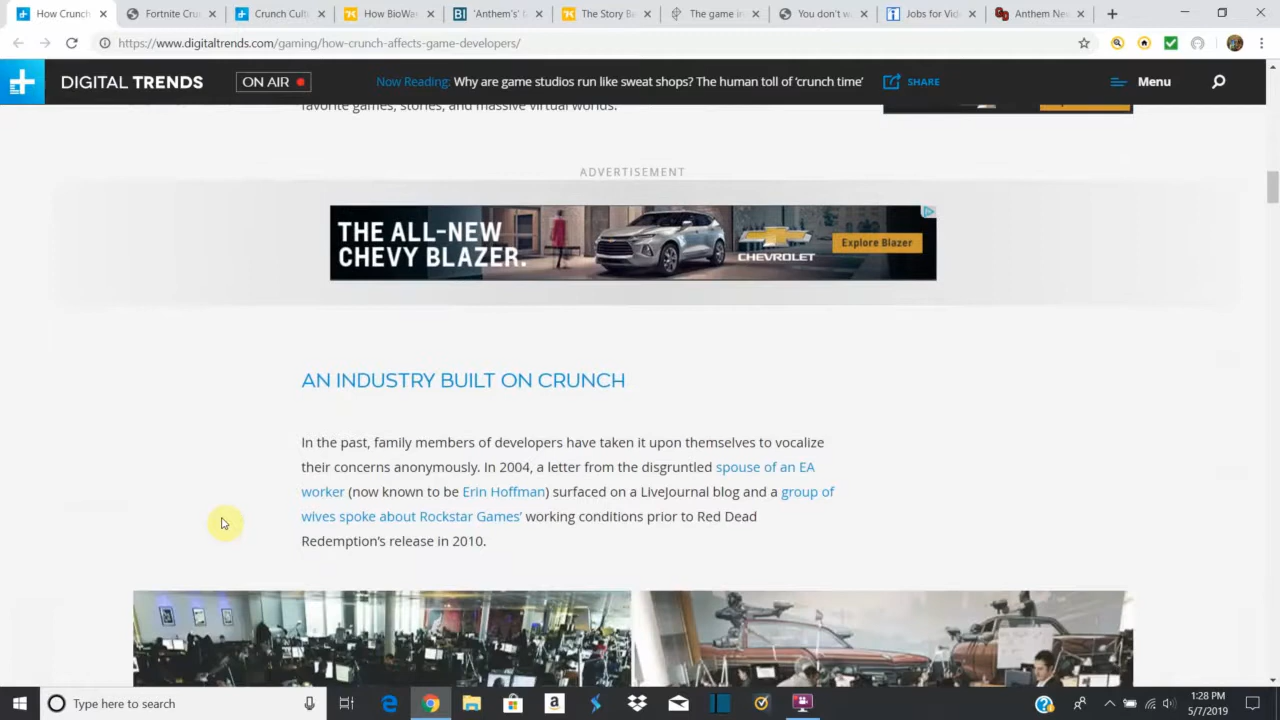 How Crunch
Fortnite Cru
Crunch Cult
How BioWa
'Anthem's' l
The Story Be
The game in
You don't w
Jobs for Vid
Anthem Ne
https://www.digitaltrends.com/gaming/how-crunch-affects-game-developers/
DIGITAL TRENDS
ON AIR
Now Reading: Why are game studios run like sweat shops? The human toll of 'crunch time'
SHARE
Menu
favorite games, stories, and massive virtual worlds.
ADVERTISEMENT
THE ALL-NEW
CHEVY BLAZER.
CHEVROLET
Explore Blazer
AN INDUSTRY BUILT ON CRUNCH
In the past, family members of developers have taken it upon themselves to vocalize
their concerns anonymously. In 2004, a letter from the disgruntled spouse of an EA
worker (now known to be Erin Hoffman) surfaced on a LiveJournal blog and a group of
wives spoke about Rockstar Games' working conditions prior to Red Dead
Redemption's release in 2010.
Type here to search
1:28 PM
5/7/2019